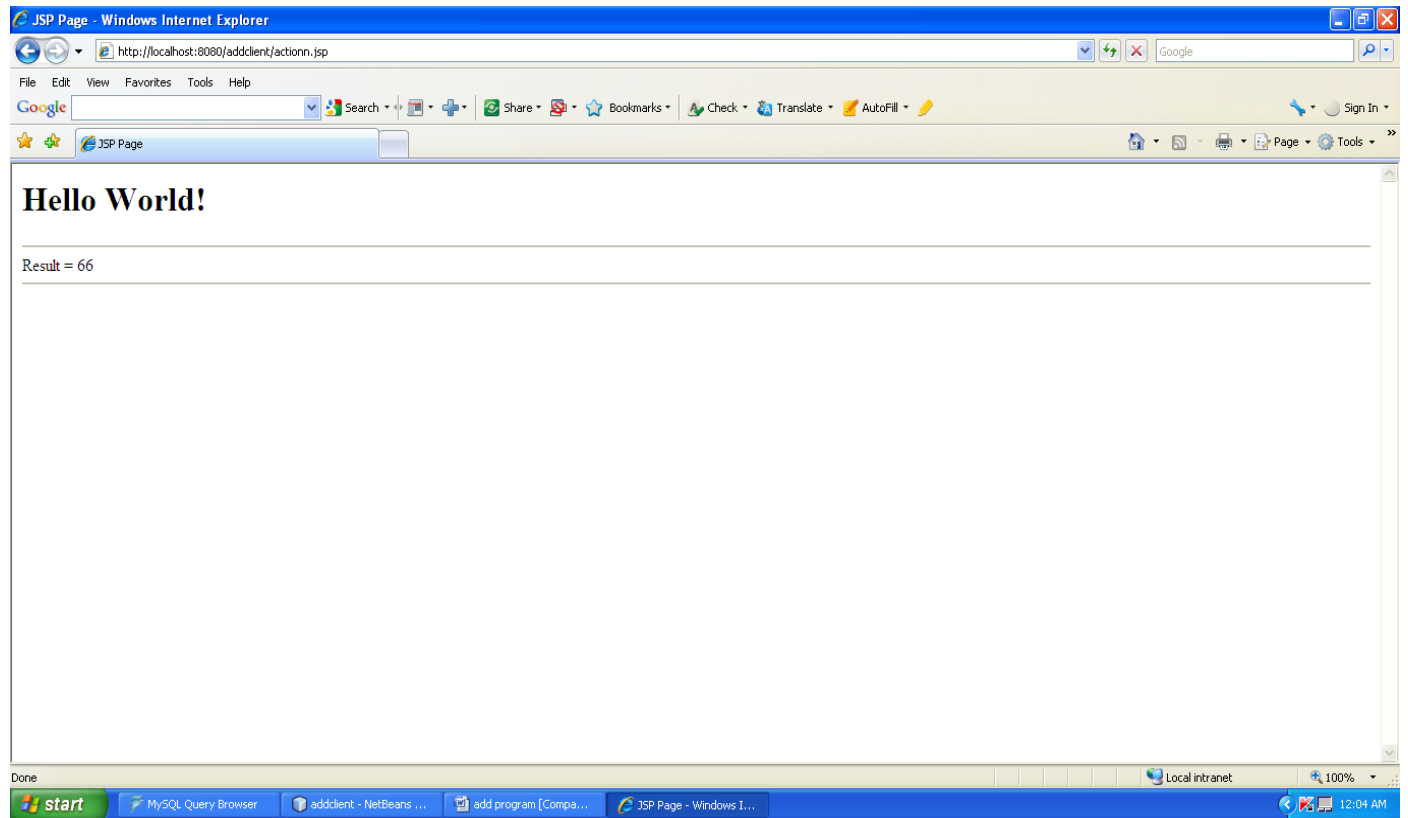 JSP Page - Windows Internet Explorer
http://localhost:8080/addclient/actionn.jsp
Google
File Edit View Favorites Tools Help
Google Search Share Bookmarks Check Translate AutoFill Sign In
JSP Page Page Tools »
Hello World!
Result = 66
Done Local intranet 100%
start MySQL Query Browser addclient - NetBeans ... add program [Compa... JSP Page - Windows I... 12:04 AM